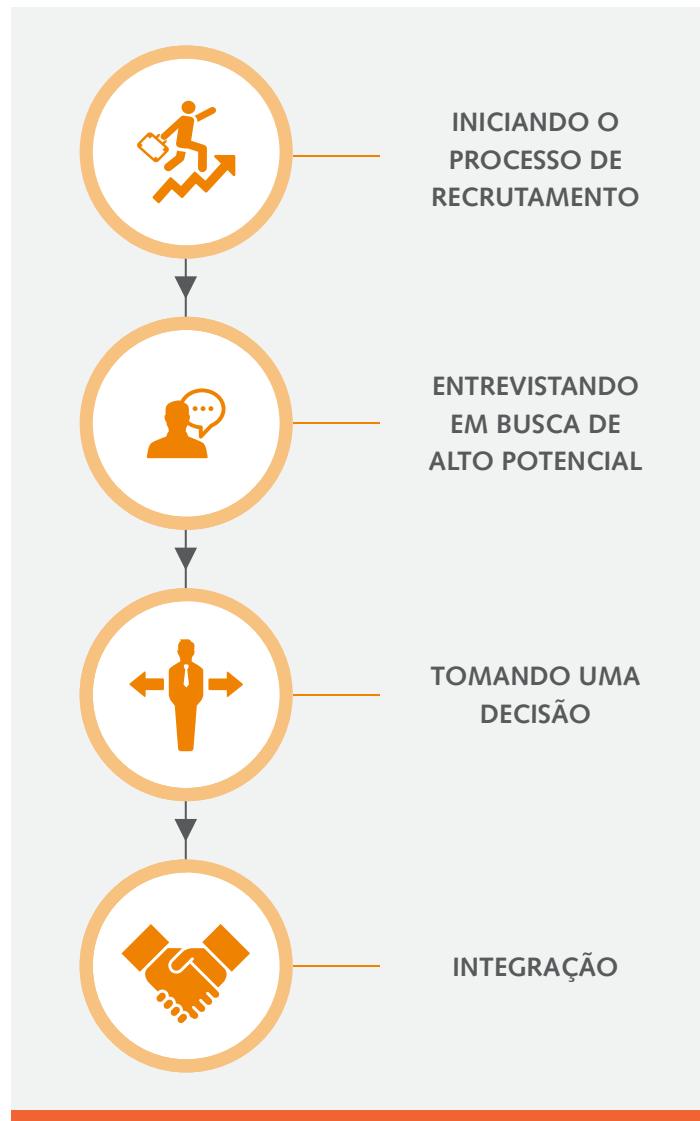 INICIANDO O
PROCESSO DE
RECRUTAMENTO
ENTREVISTANDO
EM BUSCA DE
ALTO POTENCIAL
TOMANDO UMA
DECISÃO
INTEGRAÇÃO